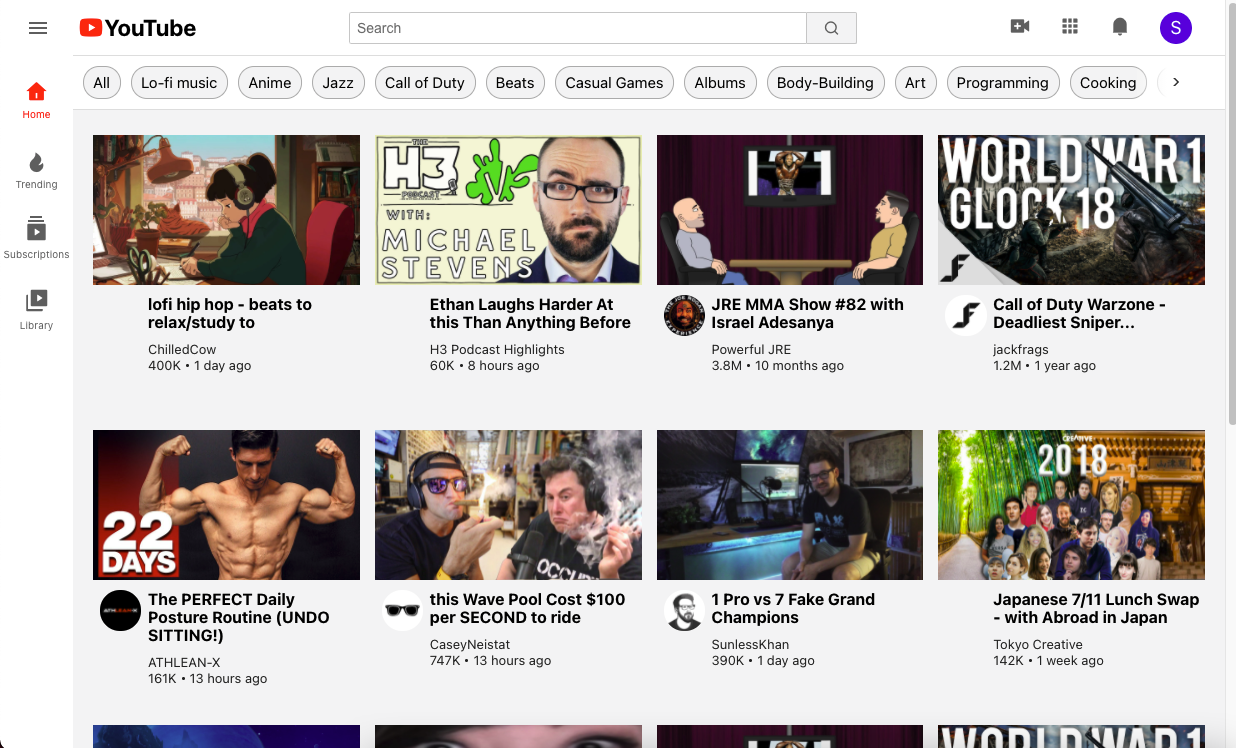 YouTube
Search
S
All
Lo-fi music
Anime
Jazz
Call of Duty
Beats
Casual Games
Albums
Body-Building
Art
Programming
Cooking
Home
Trending
Subscriptions
Library
THE
H3
PODCAST
WITH:
MICHAEL
STEVENS
WORLD WAR 1
GLOCK 18
lofi hip hop - beats to
relax/study to
ChilledCow
400K • 1 day ago
Ethan Laughs Harder At
this Than Anything Before
H3 Podcast Highlights
60K • 8 hours ago
JRE MMA Show #82 with
Israel Adesanya
Powerful JRE
3.8M • 10 months ago
Call of Duty Warzone -
Deadliest Sniper...
jackfrags
1.2M • 1 year ago
22
DAYS
OCCUPY
CREATIVE
2018
The PERFECT Daily
Posture Routine (UNDO
SITTING!)
ATHLEAN-X
161K • 13 hours ago
this Wave Pool Cost $100
per SECOND to ride
CaseyNeistat
747K • 13 hours ago
1 Pro vs 7 Fake Grand
Champions
SunlessKhan
390K • 1 day ago
Japanese 7/11 Lunch Swap
- with Abroad in Japan
Tokyo Creative
142K • 1 week ago
WORLD WAR 1